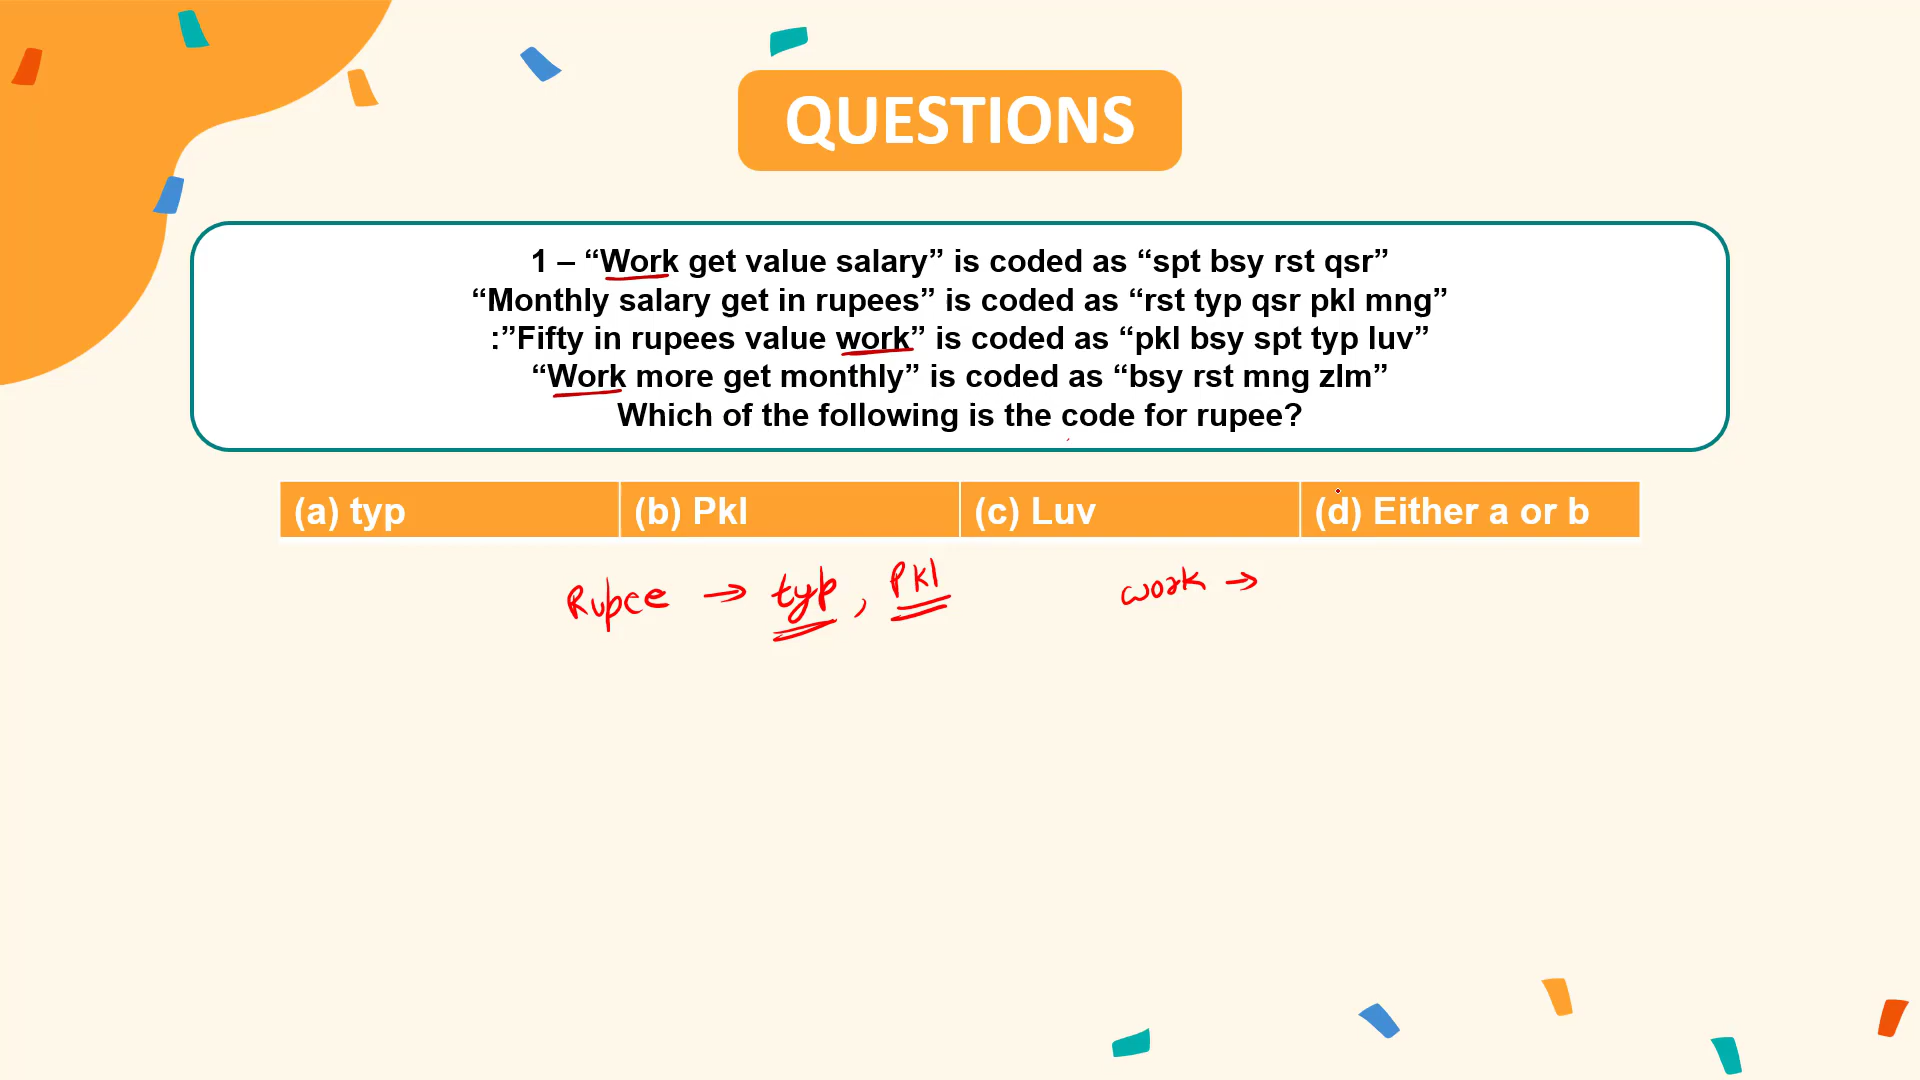 QUESTIONS
1 – “Work get value salary” is coded as “spt bsy rst qsr”
“Monthly salary get in rupees” is coded as “rst typ qsr pkl mng”
:”Fifty in rupees value work” is coded as “pkl bsy spt typ luv”
“Work more get monthly” is coded as “bsy rst mng zlm”
Which of the following is the code for rupee?
(a) typ (b) Pkl (c) Luv (d) Either a or b
Rupee → typ, Pkl work →